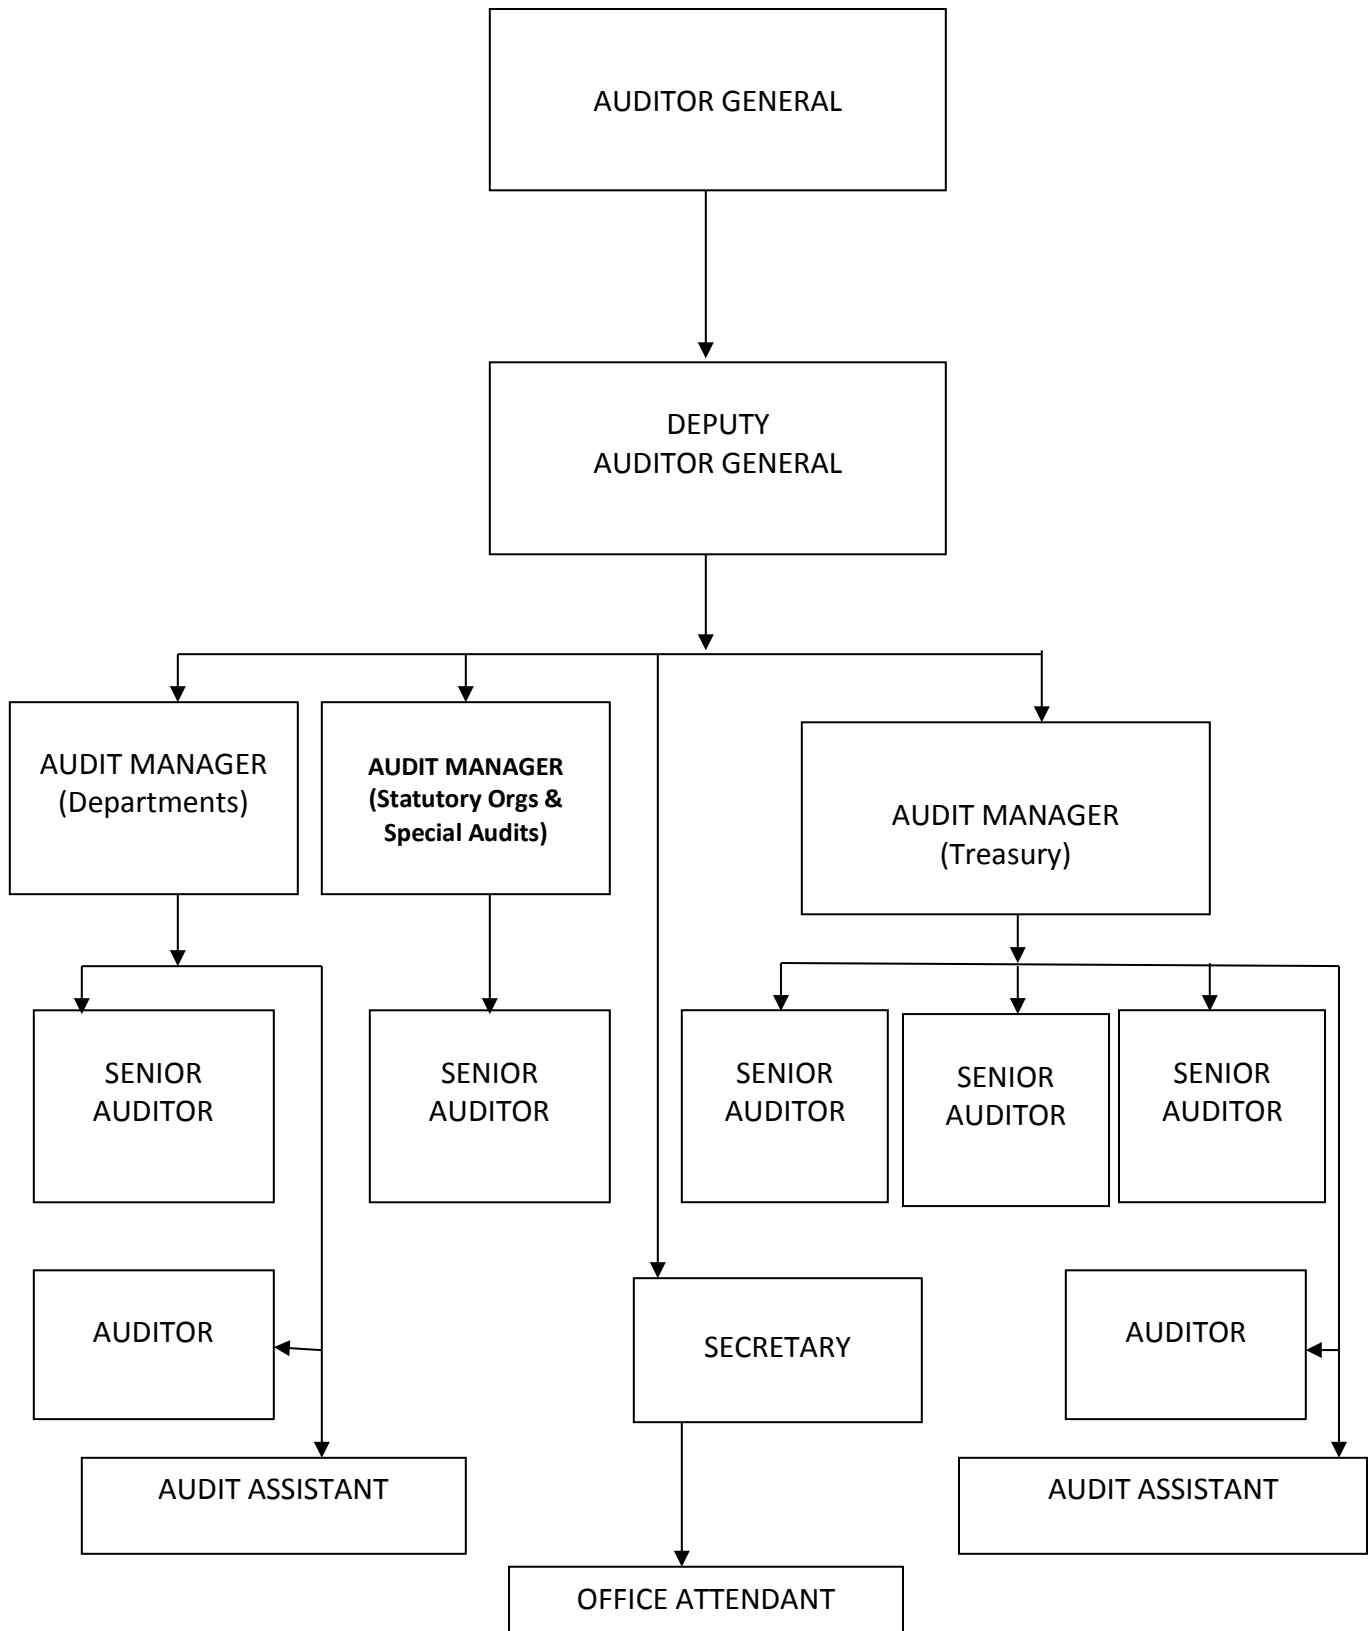 AUDITOR GENERAL
DEPUTY
AUDITOR GENERAL
AUDIT MANAGER
(Departments)
AUDIT MANAGER
(Statutory Orgs &
Special Audits)
AUDIT MANAGER
(Treasury)
SENIOR
AUDITOR
SENIOR
AUDITOR
SENIOR
AUDITOR
SENIOR
AUDITOR
SENIOR
AUDITOR
AUDITOR
SECRETARY
AUDITOR
AUDIT ASSISTANT
AUDIT ASSISTANT
OFFICE ATTENDANT